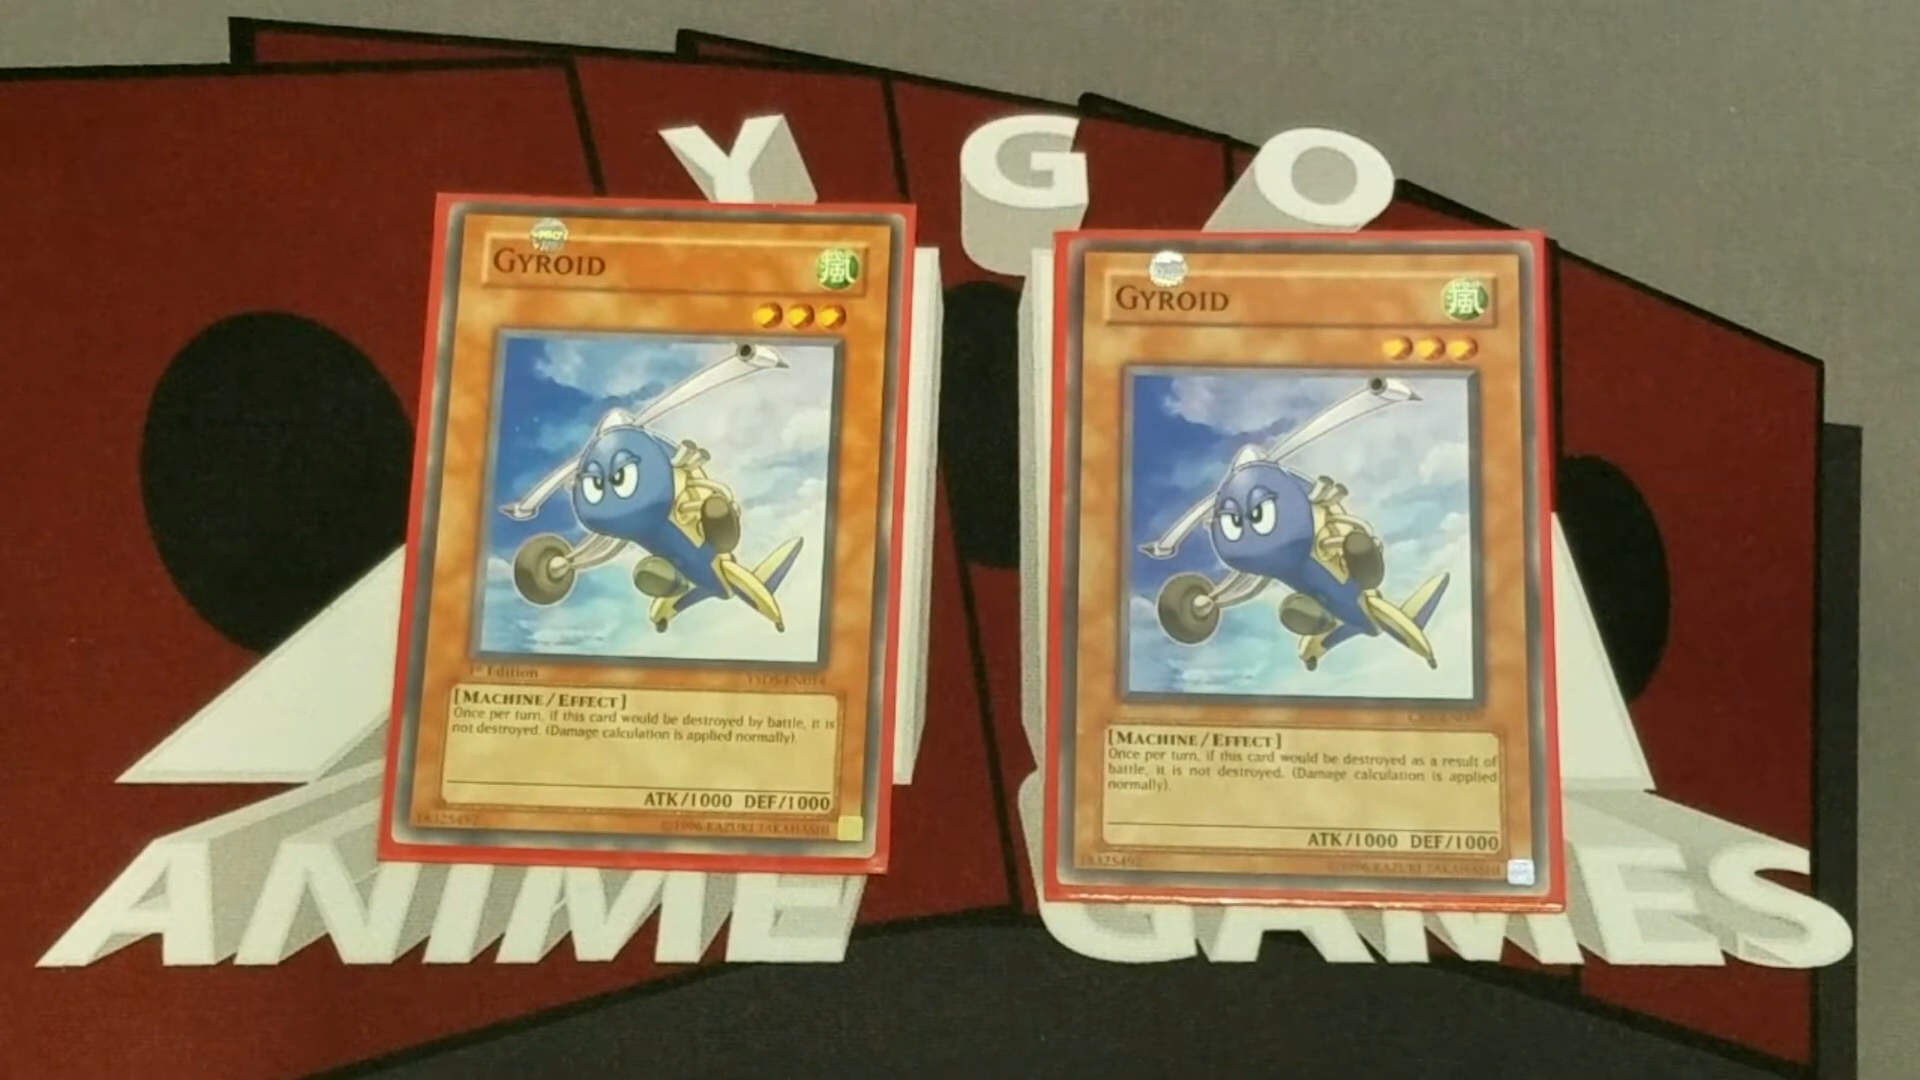 Y G O
GYROID
1st Edition
YSDS-EN014
[MACHINE/EFFECT]
Once per turn, if this card would be destroyed by battle, it is
not destroyed. (Damage calculation is applied normally).
ATK/1000 DEF/1000
18325492
©1996 KAZUKI TAKAHASHI
GYROID
[MACHINE/EFFECT]
Once per turn, if this card would be destroyed as a result of
battle, it is not destroyed. (Damage calculation is applied
normally).
ATK/1000 DEF/1000
18325492
©1996 KAZUKI TAKAHASHI
ANIME GAMES